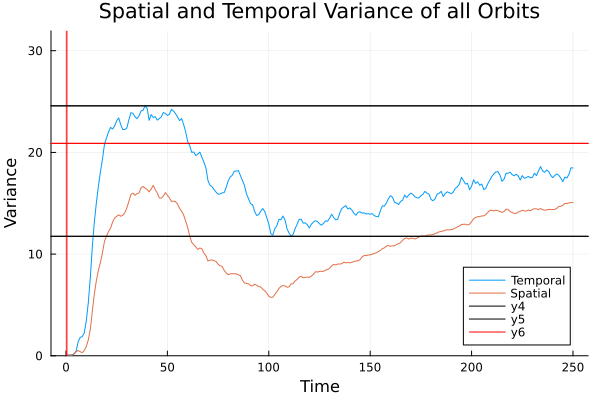 Spatial and Temporal Variance of all Orbits
30
20
10
0
Variance
0 50 100 150 200 250
Time
Temporal
Spatial
y4
y5
y6